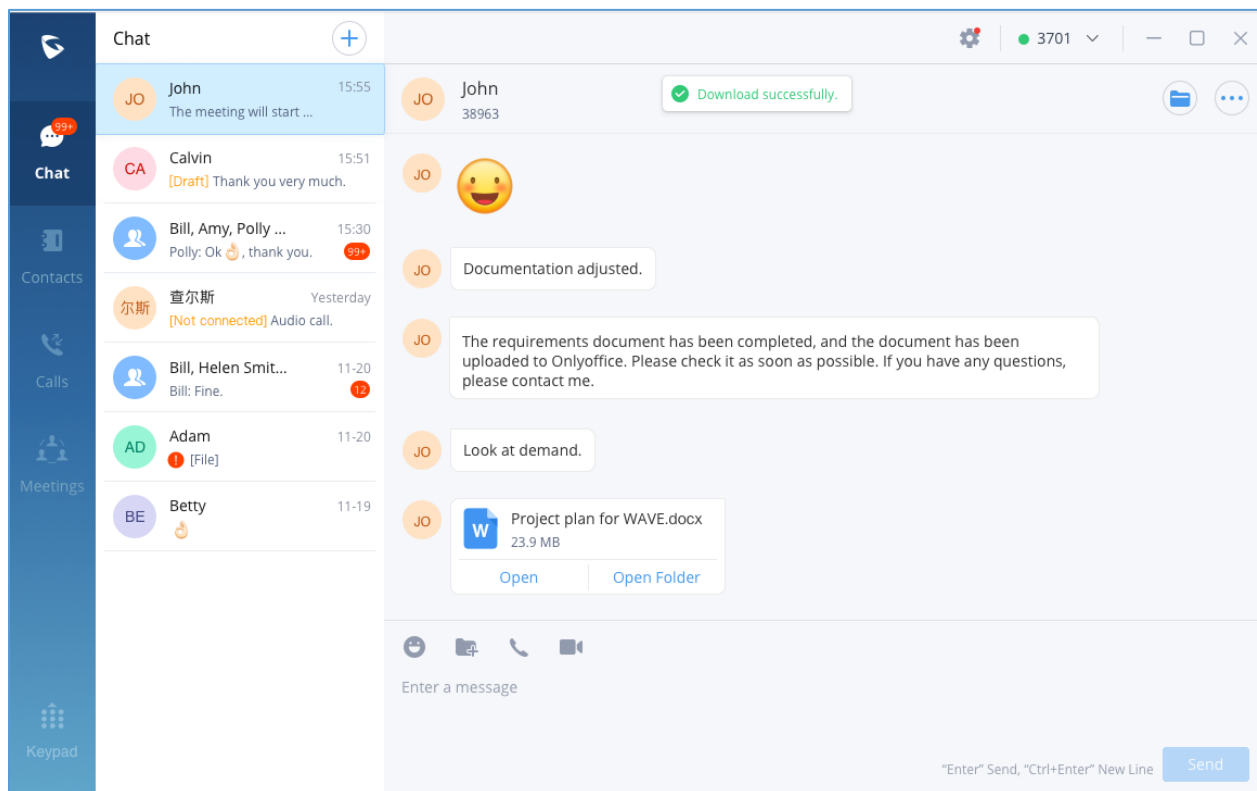 Chat
3701
99+
Chat
Contacts
Calls
Meetings
Keypad
JO
John
15:55
The meeting will start ...
CA
Calvin
15:51
[Draft] Thank you very much.
Bill, Amy, Polly ...
15:30
Polly: Ok👌🏻, thank you.
99+
尔斯
查尔斯
Yesterday
[Not connected] Audio call.
Bill, Helen Smit...
11-20
Bill: Fine.
12
AD
Adam
11-20
! [File]
BE
Betty
11-19
👌🏻
JO
John
38963
Download successfully.
JO
JO
Documentation adjusted.
JO
The requirements document has been completed, and the document has been
uploaded to Onlyoffice. Please check it as soon as possible. If you have any questions,
please contact me.
JO
Look at demand.
JO
W
Project plan for WAVE.docx
23.9 MB
Open
Open Folder
Enter a message
“Enter” Send, “Ctrl+Enter” New Line
Send